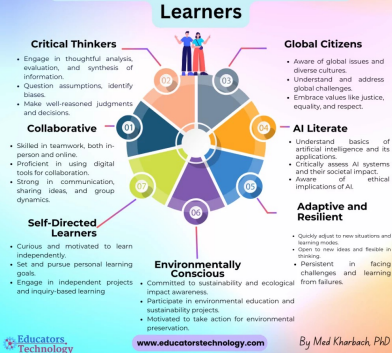 Learners
Critical Thinkers
• Engage in thoughtful analysis,
evaluation, and synthesis of
information.
• Question assumptions, identify
biases.
• Make well-reasoned judgments
and decisions.
Global Citizens
• Aware of global issues and
diverse cultures.
• Understand and address
global challenges.
• Embrace values like justice,
equality, and respect.
02
03
Collaborative
• Skilled in teamwork, both in-
person and online.
• Proficient in using digital
tools for collaboration.
• Strong in communication,
sharing ideas, and group
dynamics.
01
04
AI Literate
• Understand basics of
artificial intelligence and its
applications.
• Critically assess AI systems
and their societal impact.
• Aware of ethical
implications of AI.
07
05
06
Self-Directed
Learners
• Curious and motivated to learn
independently.
• Set and pursue personal learning
goals.
• Engage in independent projects
and inquiry-based learning
Environmentally
Conscious
• Committed to sustainability and ecological
impact awareness.
• Participate in environmental education and
sustainability projects.
• Motivated to take action for environmental
preservation.
Adaptive and
Resilient
• Quickly adjust to new situations and
learning modes.
• Open to new ideas and flexible in
thinking.
• Persistent in facing
challenges and learning
from failures.
Educators
Technology
www.educatorstechnology.com
By Med Kharbach, PhD